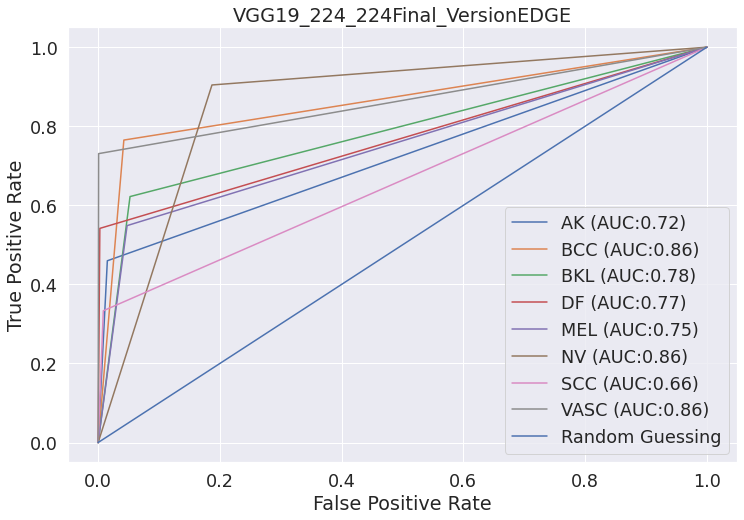 VGG19_224_224Final_VersionEDGE
1.0
0.8
0.6
0.4
0.2
0.0
True Positive Rate
AK (AUC:0.72)
BCC (AUC:0.86)
BKL (AUC:0.78)
DF (AUC:0.77)
MEL (AUC:0.75)
NV (AUC:0.86)
SCC (AUC:0.66)
VASC (AUC:0.86)
Random Guessing
0.0 0.2 0.4 0.6 0.8 1.0
False Positive Rate